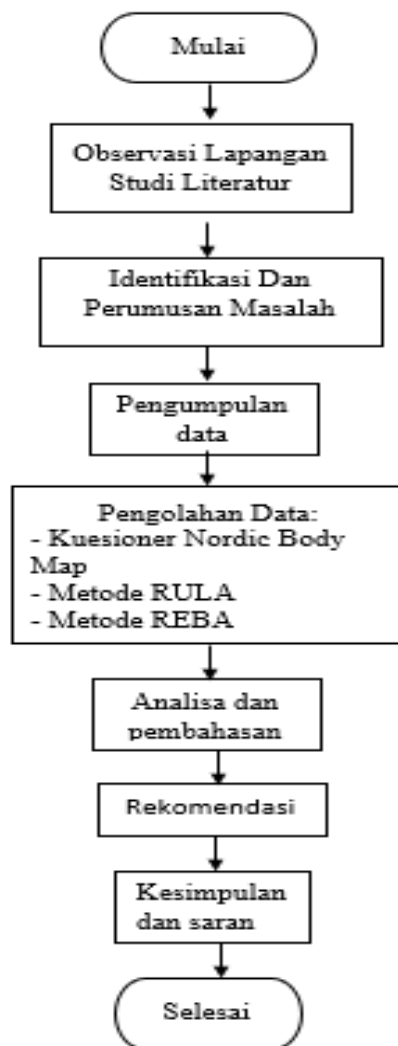 Mulai
Observasi Lapangan
Studi Literatur
Identifikasi Dan
Perumusan Masalah
Pengumpulan
data
Pengolahan Data:
- Kuesioner Nordic Body
Map
- Metode RULA
- Metode REBA
Analisa dan
pembahasan
Rekomendasi
Kesimpulan
dan saran
Selesai